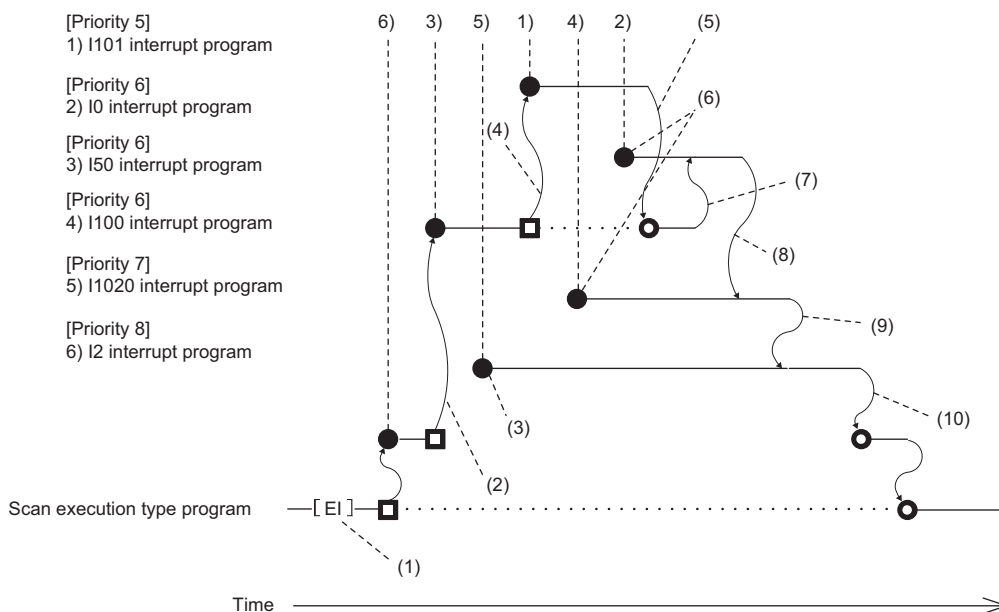 [Priority 5]
1) I101 interrupt program
[Priority 6]
2) I0 interrupt program
[Priority 6]
3) I50 interrupt program
[Priority 6]
4) I100 interrupt program
[Priority 7]
5) I1020 interrupt program
[Priority 8]
6) I2 interrupt program
6) 3) 5) 1) 4) 2) (5)
(6)
(4)
(7)
(8)
(9)
(3)
(10)
(2)
Scan execution type program [ EI ]
(1)
Time